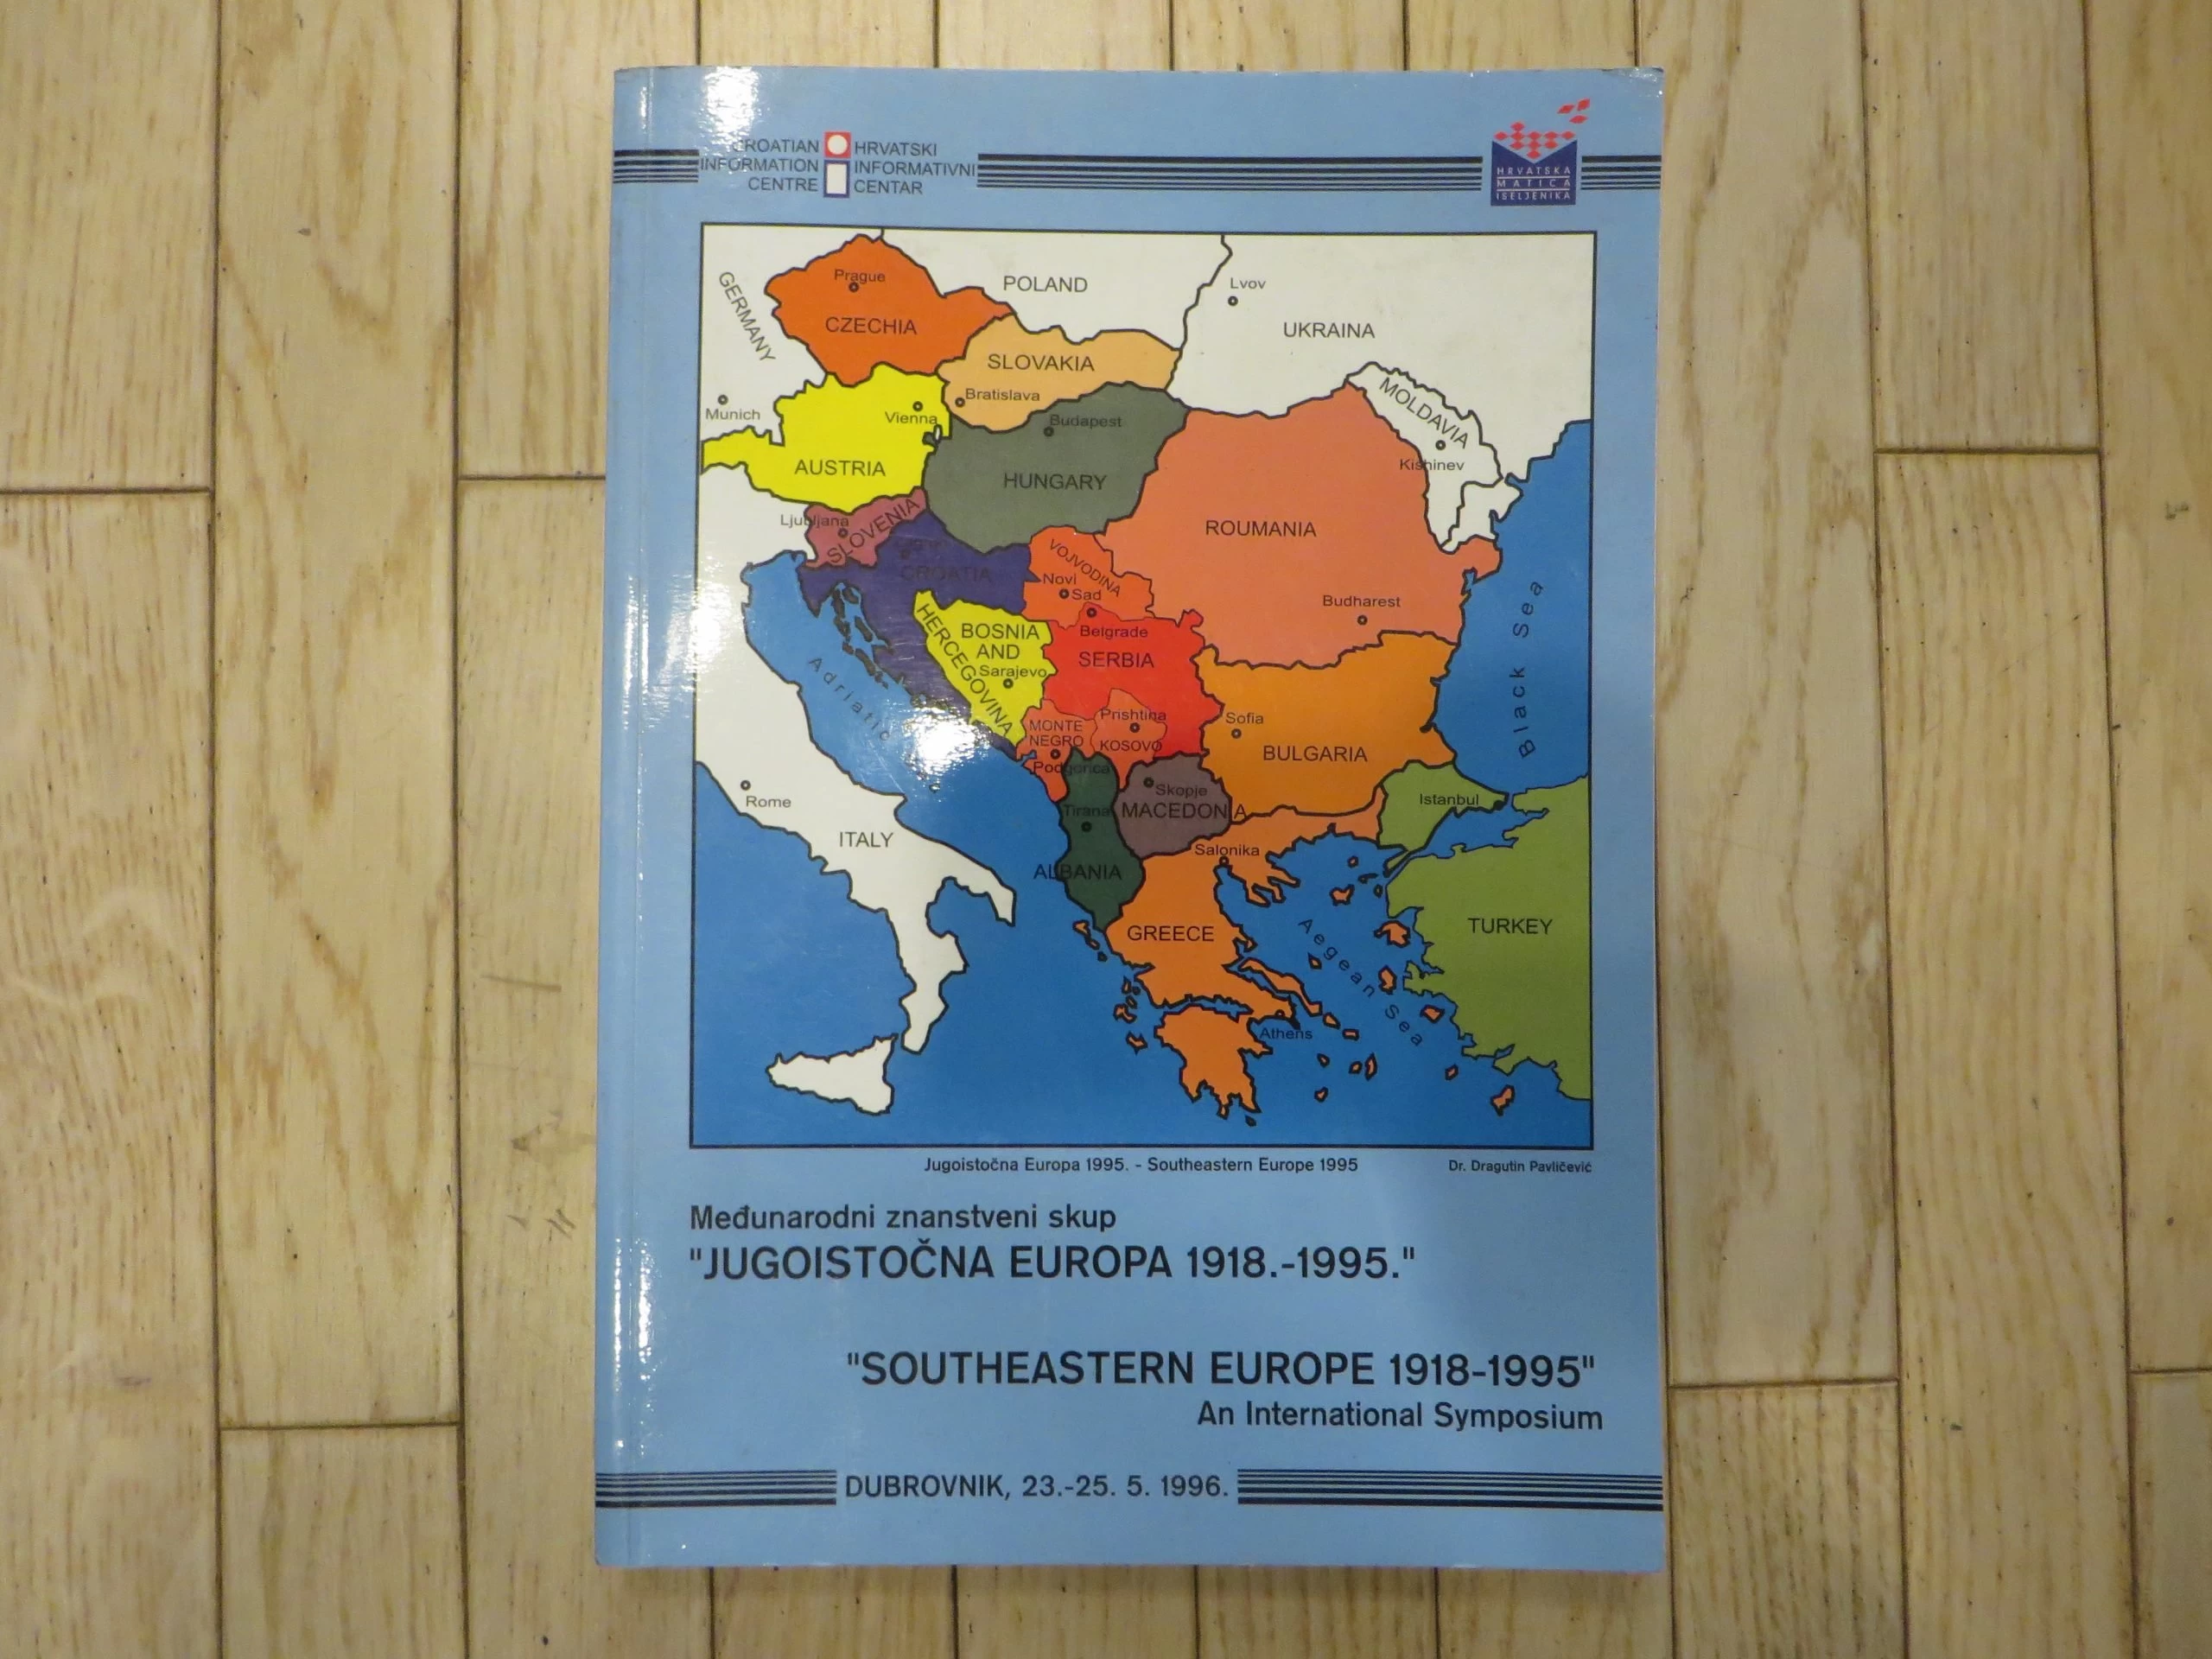 CROATIAN
INFORMATION
CENTRE
HRVATSKI
INFORMATIVNI
CENTAR
HRVATSKA
MATICA
ISELJENIKA
GERMANY
Prague
CZECHIA
POLAND
Lvov
UKRAINA
SLOVAKIA
Bratislava
MOLDAVIA
Kishinev
Munich
Vienna
AUSTRIA
Budapest
HUNGARY
ROUMANIA
Ljubljana
SLOVENIA
CROATIA
VOJVODINA
Novi
Sad
Budharest
Black Sea
BOSNIA
AND
HERCEGOVINA
Sarajevo
Belgrade
SERBIA
Adriatic
MONTE
NEGRO
Podgorica
Prishtina
KOSOVO
Sofia
BULGARIA
Rome
ITALY
Tirana
ALBANIA
Skopje
MACEDONIA
Salonika
Istanbul
GREECE
TURKEY
Aegean Sea
Athens
Jugoistočna Europa 1995. - Southeastern Europe 1995
Dr. Dragutin Pavličević
Međunarodni znanstveni skup
"JUGOISTOČNA EUROPA 1918.-1995."
"SOUTHEASTERN EUROPE 1918-1995"
An International Symposium
DUBROVNIK, 23.-25. 5. 1996.